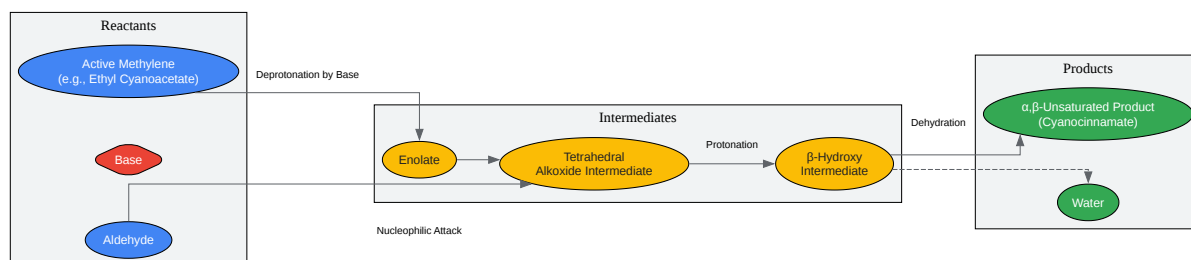 Reactants
Active Methylene
(e.g., Ethyl Cyanoacetate)
Deprotonation by Base
Base
Aldehyde
Intermediates
Enolate
Tetrahedral
Alkoxide Intermediate
Protonation
β-Hydroxy
Intermediate
Nucleophilic Attack
Dehydration
Products
α,β-Unsaturated Product
(Cyanocinnamate)
Water